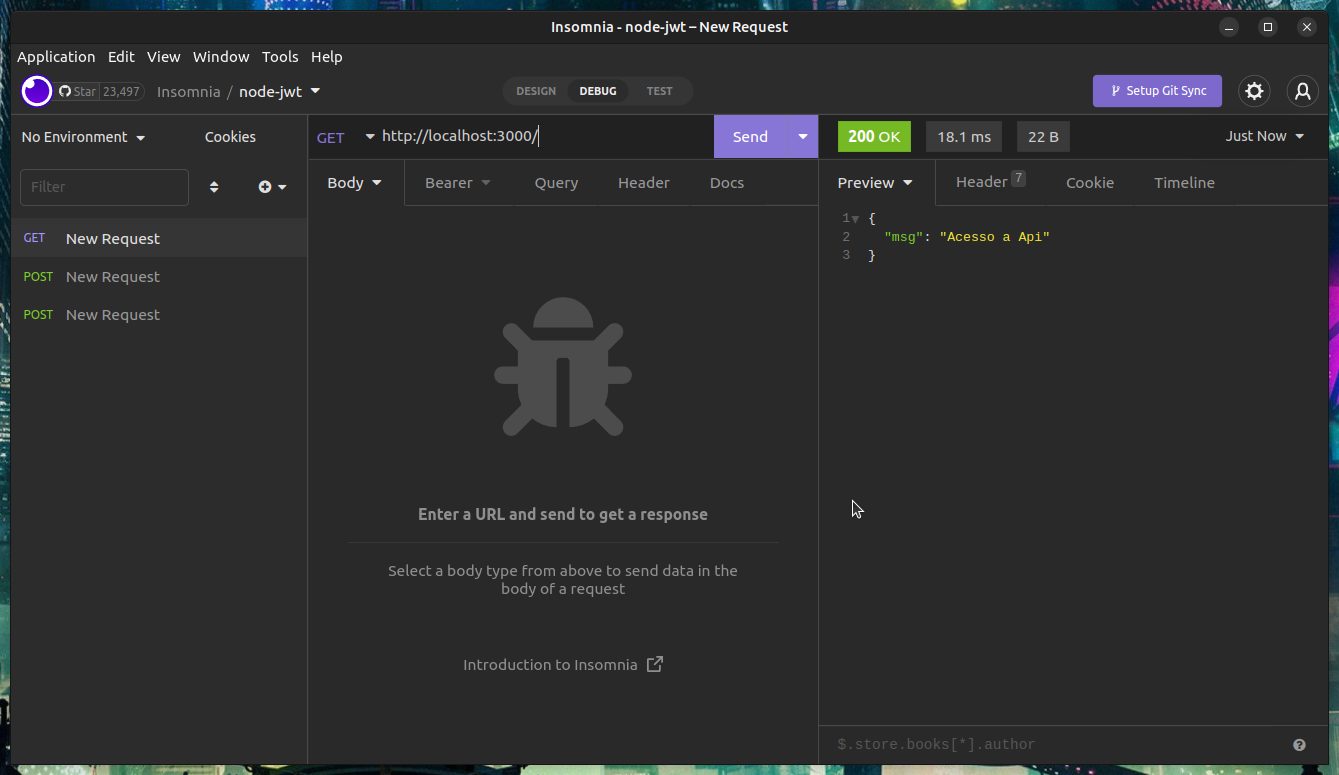 Insomnia - node-jwt – New Request
Application Edit View Window Tools Help
Star 23,497 Insomnia / node-jwt DESIGN DEBUG TEST Setup Git Sync
No Environment Cookies
Filter
GET New Request
POST New Request
POST New Request
GET http://localhost:3000/ Send
Body Bearer Query Header Docs
Enter a URL and send to get a response
Select a body type from above to send data in the
body of a request
Introduction to Insomnia
200 OK 18.1 ms 22 B Just Now
Preview Header 7 Cookie Timeline
1 {
2 "msg": "Acesso a Api"
3 }
$.store.books[*].author ?